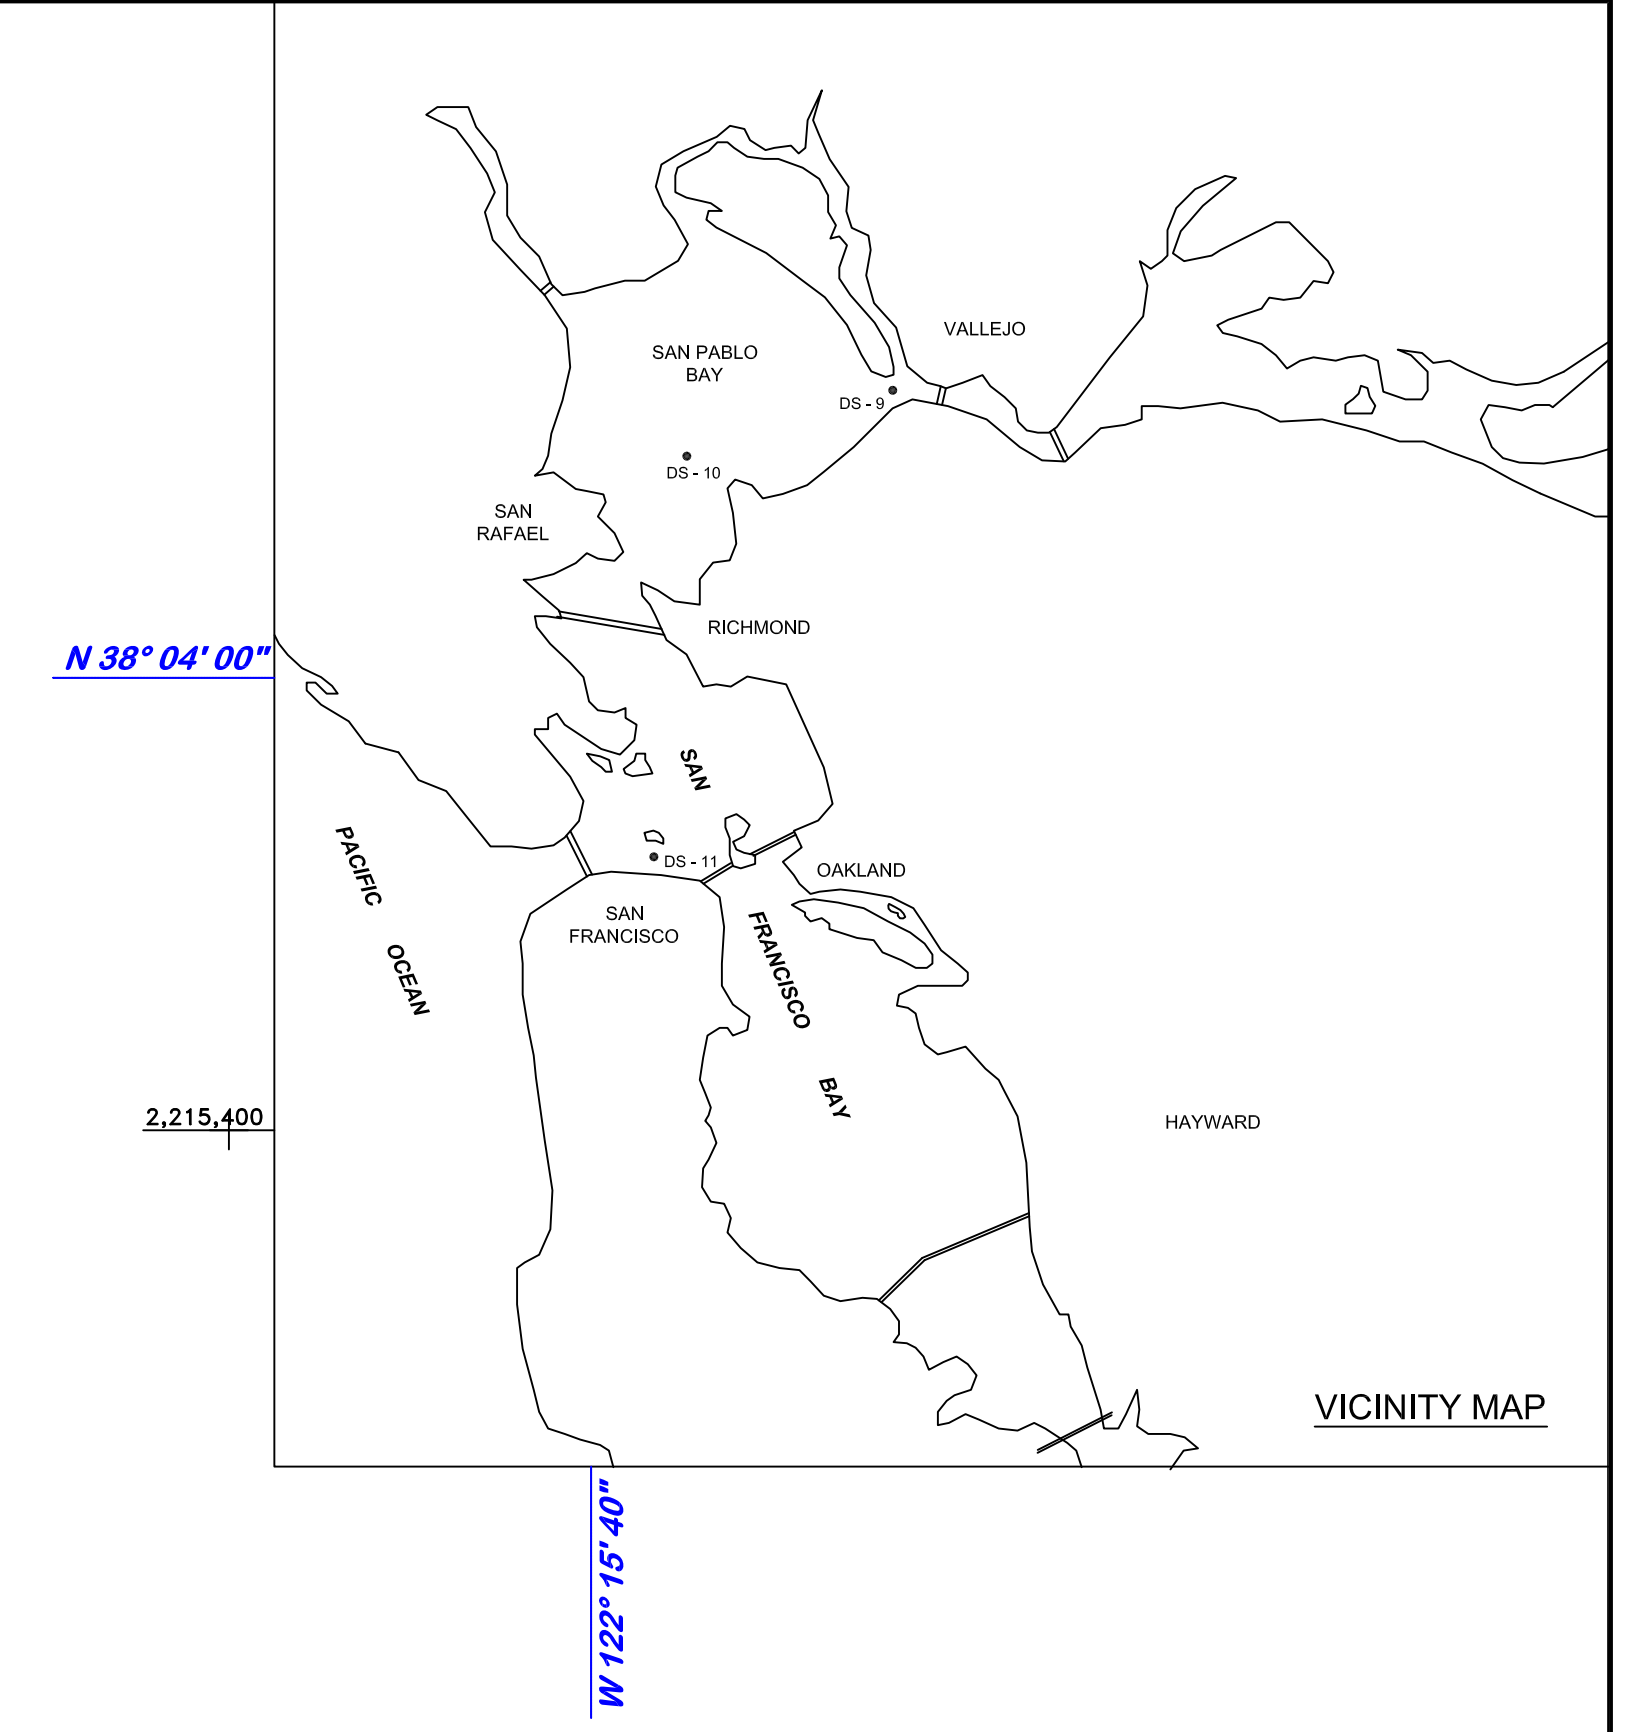 VALLEJO
SAN PABLO
BAY
DS - 9
DS - 10
SAN
RAFAEL
RICHMOND
N 38° 04' 00"
SAN
FRANCISCO
BAY
PACIFIC
OCEAN
DS - 11
OAKLAND
SAN
FRANCISCO
2,215,400
HAYWARD
VICINITY MAP
W 122° 15' 40"